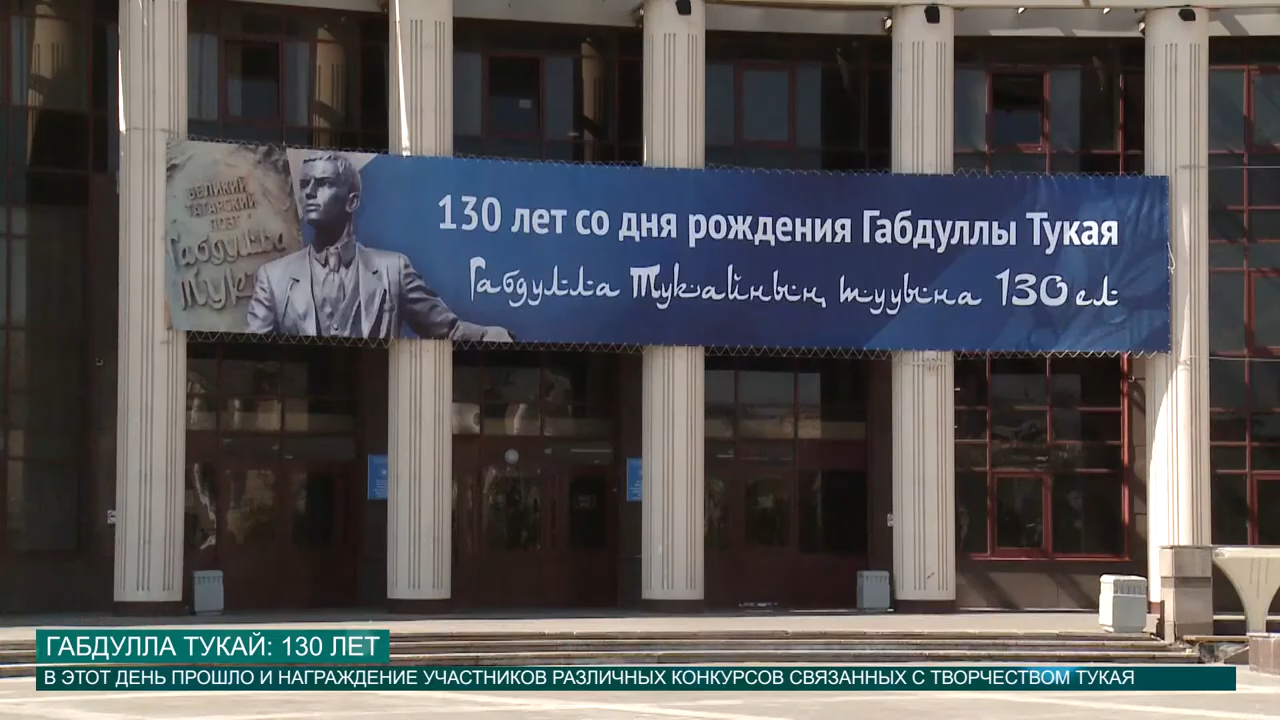 ВЕЛИКИЙ
ТАТАРСКИЙ
ПОЭТ
Габдулла
Тука
130 лет со дня рождения Габдуллы Тукая
Габдулла Тукайның тууына 130 ел
ГАБДУЛЛА ТУКАЙ: 130 ЛЕТ
В ЭТОТ ДЕНЬ ПРОШЛО И НАГРАЖДЕНИЕ УЧАСТНИКОВ РАЗЛИЧНЫХ КОНКУРСОВ СВЯЗАННЫХ С ТВОРЧЕСТВОМ ТУКАЯ